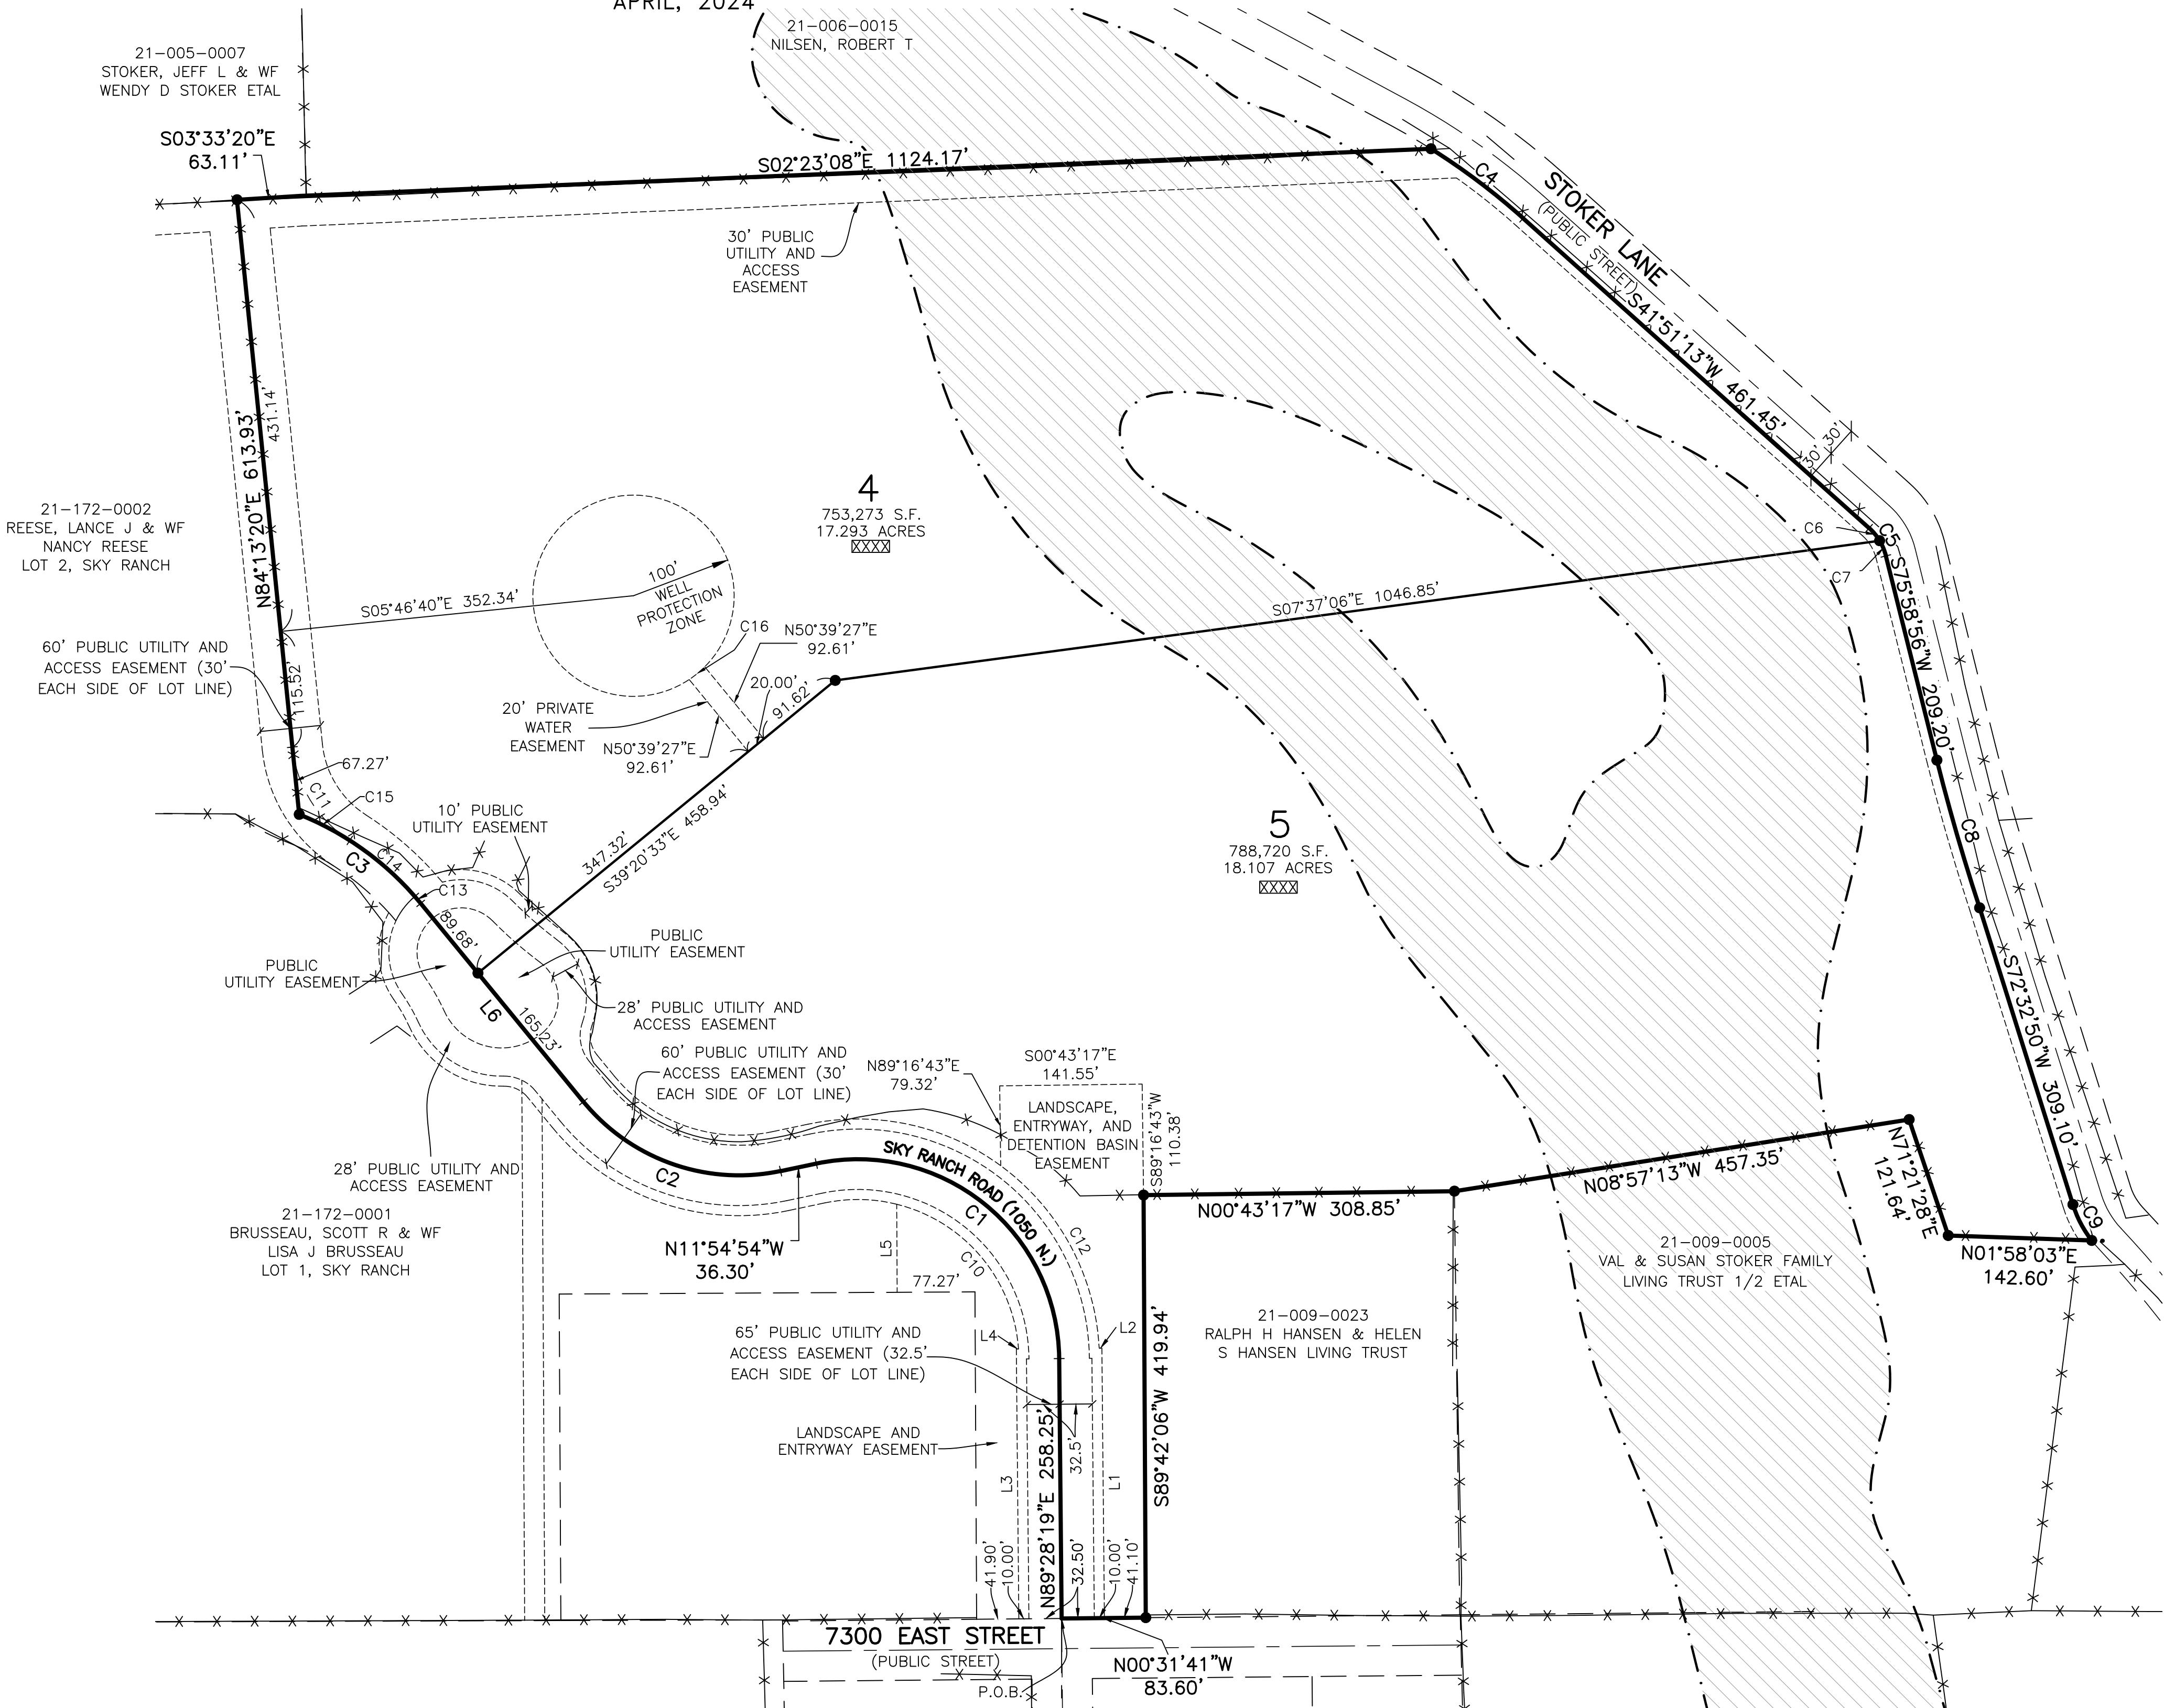 APRIL, 2024
21-006-0015
NILSEN, ROBERT T
21-005-0007
STOKER, JEFF L & WF
WENDY D STOKER ETAL
S03°33'20"E
63.11'
S02°23'08"E 1124.17'
C4
STOKER LANE
(PUBLIC STREET)
S41°51'13"W 461.45'
30'
30'
30' PUBLIC
UTILITY AND
ACCESS
EASEMENT
N84°13'20"E 613.93'
431.14'
21-172-0002
REESE, LANCE J & WF
NANCY REESE
LOT 2, SKY RANCH
4
753,273 S.F.
17.293 ACRES
XXXX
C6
C5
C7
S75°58'56"W 209.20'
S05°46'40"E 352.34'
100'
WELL
PROTECTION
ZONE
S07°37'06"E 1046.85'
C16
N50°39'27"E
92.61'
60' PUBLIC UTILITY AND
ACCESS EASEMENT (30'
EACH SIDE OF LOT LINE)
115.52'
20.00'
91.62'
20' PRIVATE
WATER
EASEMENT
N50°39'27"E
92.61'
67.27'
C11
C15
10' PUBLIC
UTILITY EASEMENT
347.32'
S39°20'33"E 458.94'
C3
C14
C13
89.68'
5
788,720 S.F.
18.107 ACRES
XXXX
C8
S72°32'50"W 309.10'
PUBLIC
UTILITY EASEMENT
PUBLIC
UTILITY EASEMENT
L6
165.23'
28' PUBLIC UTILITY AND
ACCESS EASEMENT
60' PUBLIC UTILITY AND
ACCESS EASEMENT (30'
EACH SIDE OF LOT LINE)
N89°16'43"E
79.32'
S00°43'17"E
141.55'
LANDSCAPE,
ENTRYWAY, AND
DETENTION BASIN
EASEMENT
S89°16'43"W
110.38'
28' PUBLIC UTILITY AND
ACCESS EASEMENT
C2
SKY RANCH ROAD (1050 N.)
C1
C12
C10
N00°43'17"W 308.85'
N08°57'13"W 457.35'
N71°21'28"E
121.64'
C9
N01°58'03"E
142.60'
21-172-0001
BRUSSEAU, SCOTT R & WF
LISA J BRUSSEAU
LOT 1, SKY RANCH
N11°54'54"W
36.30'
L5
77.27'
21-009-0005
VAL & SUSAN STOKER FAMILY
LIVING TRUST 1/2 ETAL
21-009-0023
RALPH H HANSEN & HELEN
S HANSEN LIVING TRUST
L4
L2
65' PUBLIC UTILITY AND
ACCESS EASEMENT (32.5'
EACH SIDE OF LOT LINE)
S89°42'06"W 419.94'
LANDSCAPE AND
ENTRYWAY EASEMENT
N89°28'19"E 258.25'
32.5'
L3
L1
41.90'
10.00'
32.50'
10.00'
41.10'
7300 EAST STREET
(PUBLIC STREET)
P.O.B.
N00°31'41"W
83.60'